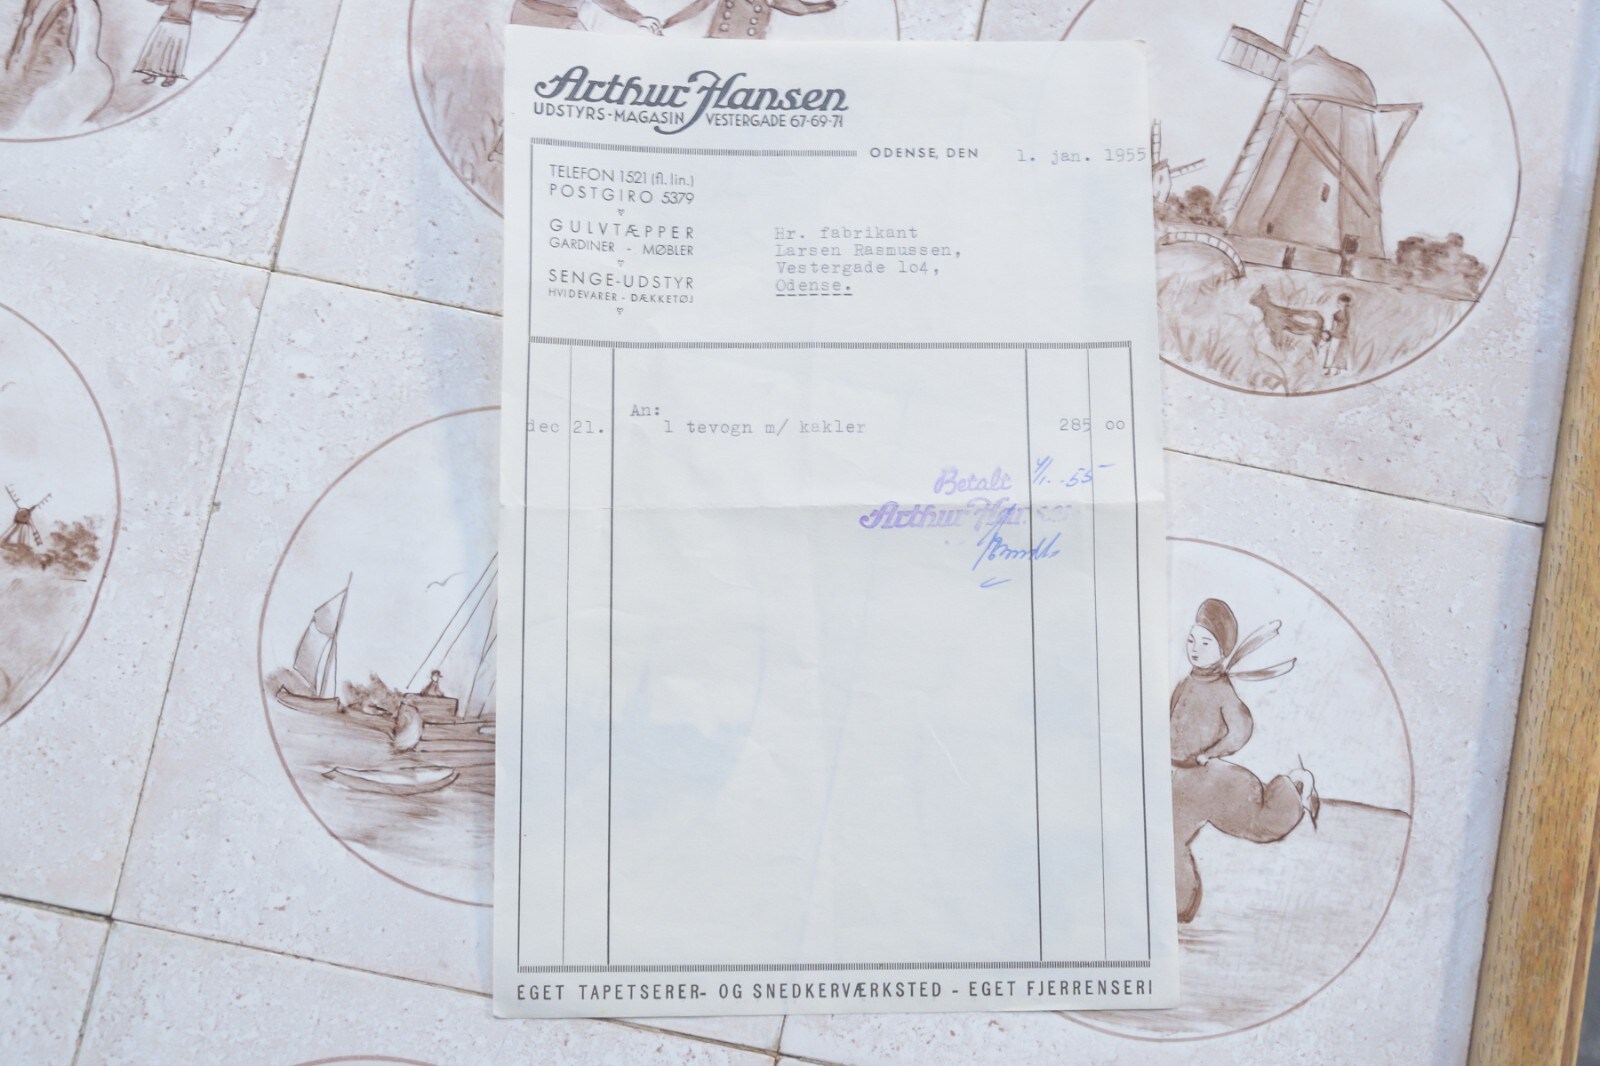 Arthur Hansen
UDSTYRS-MAGASIN VESTERGADE 67-69-71
ODENSE, DEN 1. jan. 1955
TELEFON 1521 (fl. lin.)
POSTGIRO 5379
GULVTÆPPER
GARDINER - MØBLER
SENGE-UDSTYR
HVIDEVARER - DÆKKETØJ
Hr. fabrikant
Larsen Rasmussen,
Vestergade 1o4,
Odense.
An:
dec 21. 1 tevogn m/ kakler 285 oo
Betalt 4/1.-55
Arthur Hansen
EGET TAPETSERER- OG SNEDKERVÆRKSTED - EGET FJERRENSERI